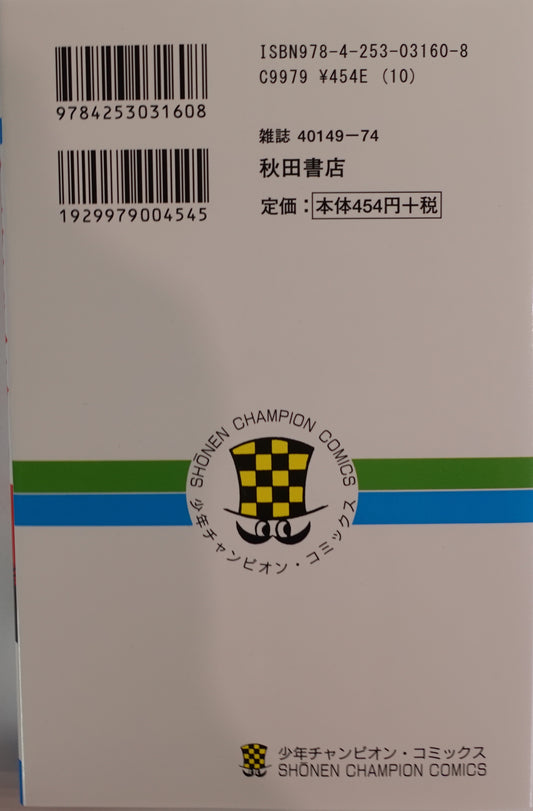 ISBN978-4-253-03160-8
C9979 ¥454E (10)
9784253031608
雑誌 40149-74
秋田書店
1929979004545
定価:本体454円+税
SHŌNEN CHAMPION COMICS
少年チャンピオン・コミックス
少年チャンピオン・コミックス
SHŌNEN CHAMPION COMICS